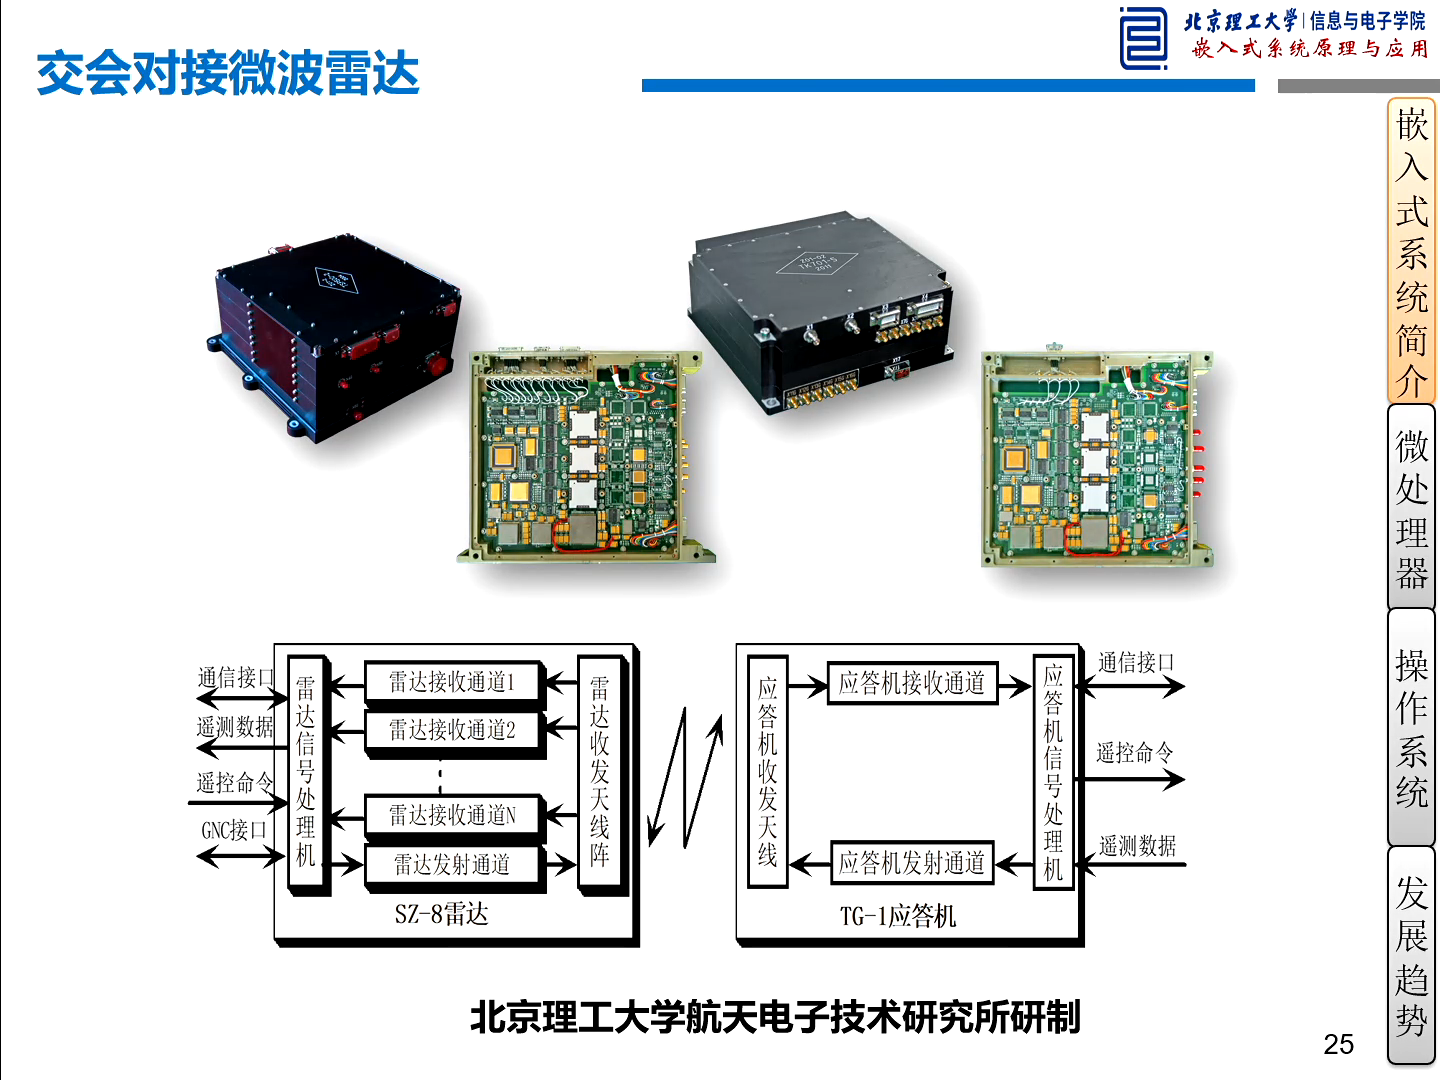 北京理工大学 信息与电子学院
嵌入式系统原理与应用
交会对接微波雷达
Z01-02
TK701-5
2011
X1
X2
X3
通信接口
遥测数据
遥控命令
GNC接口
雷达信号处理机
雷达接收通道1
雷达接收通道2
雷达接收通道N
雷达发射通道
雷达收发天线阵
SZ-8雷达
应答机收发天线
应答机接收通道
应答机发射通道
应答机信号处理机
TG-1应答机
通信接口
遥控命令
遥测数据
北京理工大学航天电子技术研究所研制
25
嵌入式系统简介
微处理器
操作系统
发展趋势